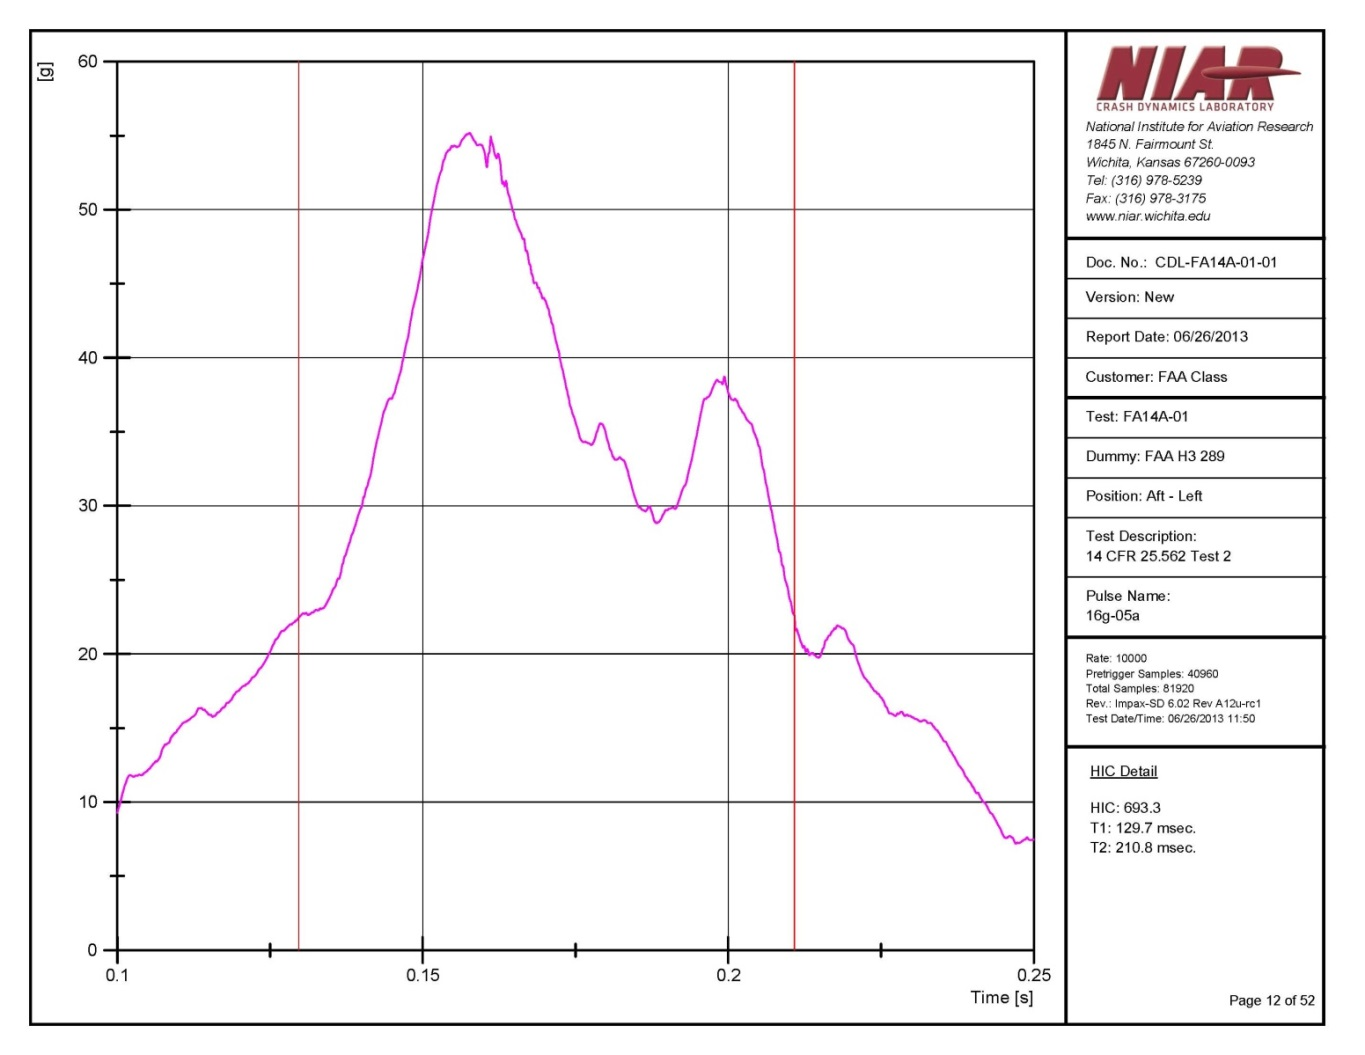 [g]
60
50
40
30
20
10
0
0.1
0.15
0.2
0.25
Time [s]
NIAR
CRASH DYNAMICS LABORATORY
National Institute for Aviation Research
1845 N. Fairmount St.
Wichita, Kansas 67260-0093
Tel: (316) 978-5239
Fax: (316) 978-3175
www.niar.wichita.edu
Doc. No.: CDL-FA14A-01-01
Version: New
Report Date: 06/26/2013
Customer: FAA Class
Test: FA14A-01
Dummy: FAA H3 289
Position: Aft - Left
Test Description:
14 CFR 25.562 Test 2
Pulse Name:
16g-05a
Rate: 10000
Pretrigger Samples: 40960
Total Samples: 81920
Rev.: Impax-SD 6.02 Rev A12u-rc1
Test Date/Time: 06/26/2013 11:50
HIC Detail
HIC: 693.3
T1: 129.7 msec.
T2: 210.8 msec.
Page 12 of 52